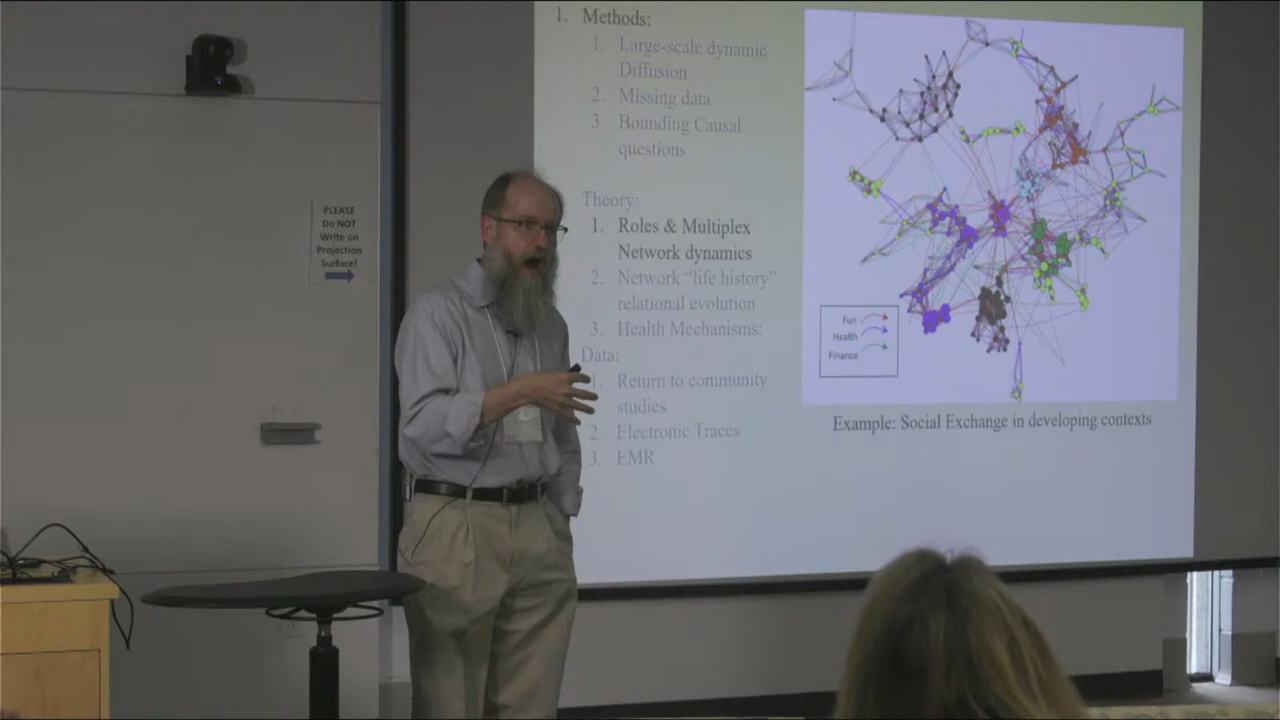 PLEASE
Do NOT
Write on
Projection
Surface!
1. Methods:
1. Large-scale dynamic
Diffusion
2. Missing data
3. Bounding Causal
questions
Theory:
1. Roles & Multiplex
Network dynamics
2. Network “life history”
relational evolution
3. Health Mechanisms:
Data:
1. Return to community
studies
2. Electronic Traces
3. EMR
Fun
Health
Finance
Example: Social Exchange in developing contexts